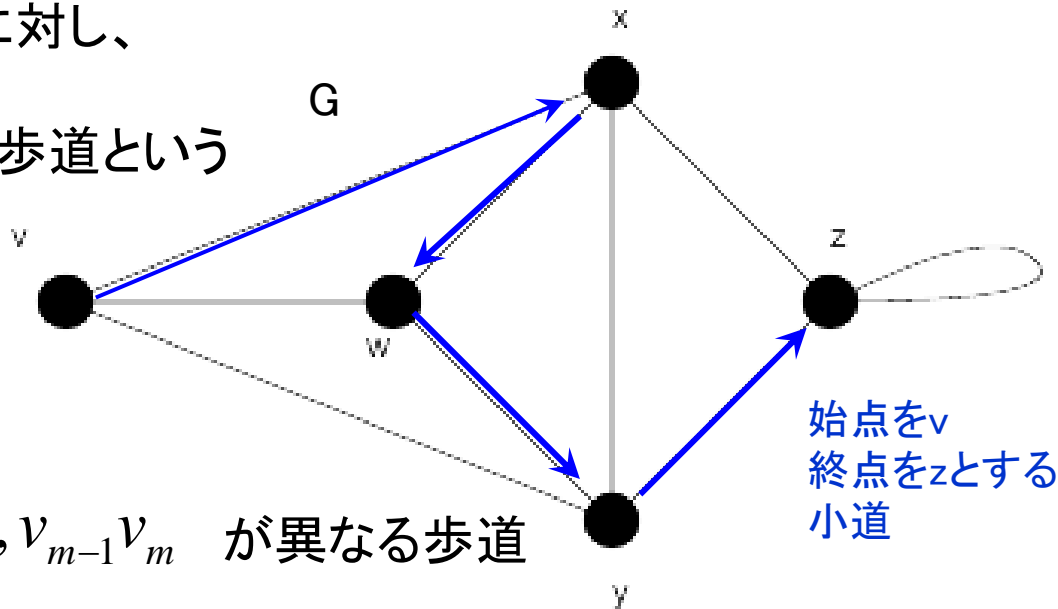 に対し、
x
G
歩道という
v
z
w
始点をv
終点をzとする
小道
, v_{m-1}v_m が異なる歩道
y